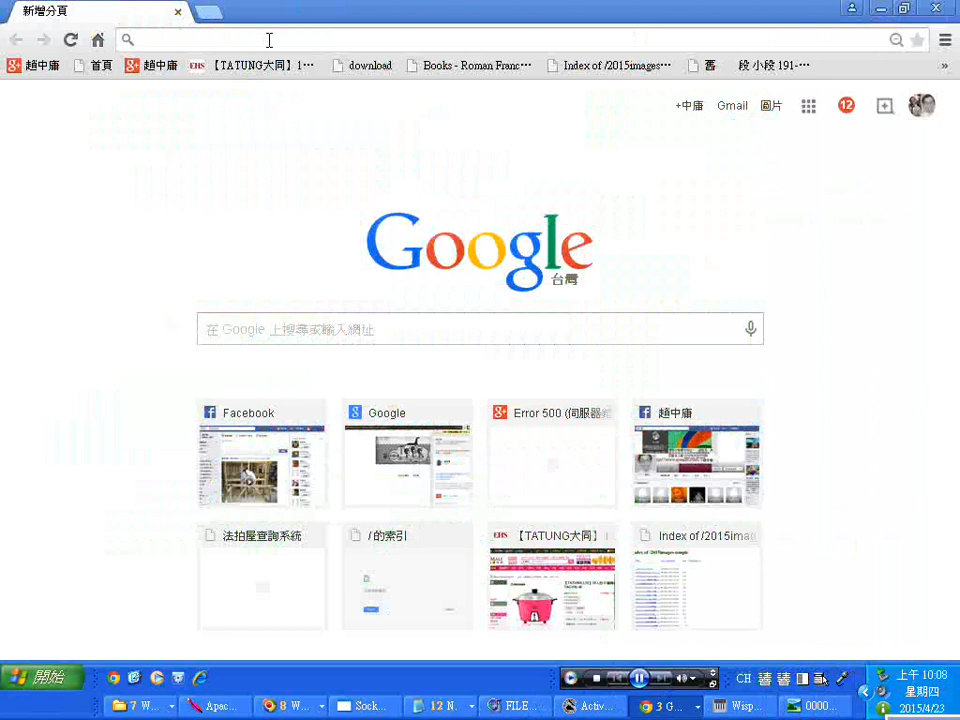 新增分頁
趙中庸 首頁 趙中庸 EHS 【TATUNG大同】1… download Books - Roman Franc… Index of /2015images… 舊 段 小段 191-…
»
+中庸 Gmail 圖片 12
Google
台灣
在 Google 上搜尋或輸入網址
Facebook Google Error 500 (伺服器 趙中庸
法拍屋查詢系統 / 的索引 EHS 【TATUNG大同】1 Index of /2015ima
開始 CH 上午 10:08
星期四
7 W... Apac... 8 W... Sock... 12 N. FILE... Activ... 3 G... Wisp... 0000... 2015/4/23